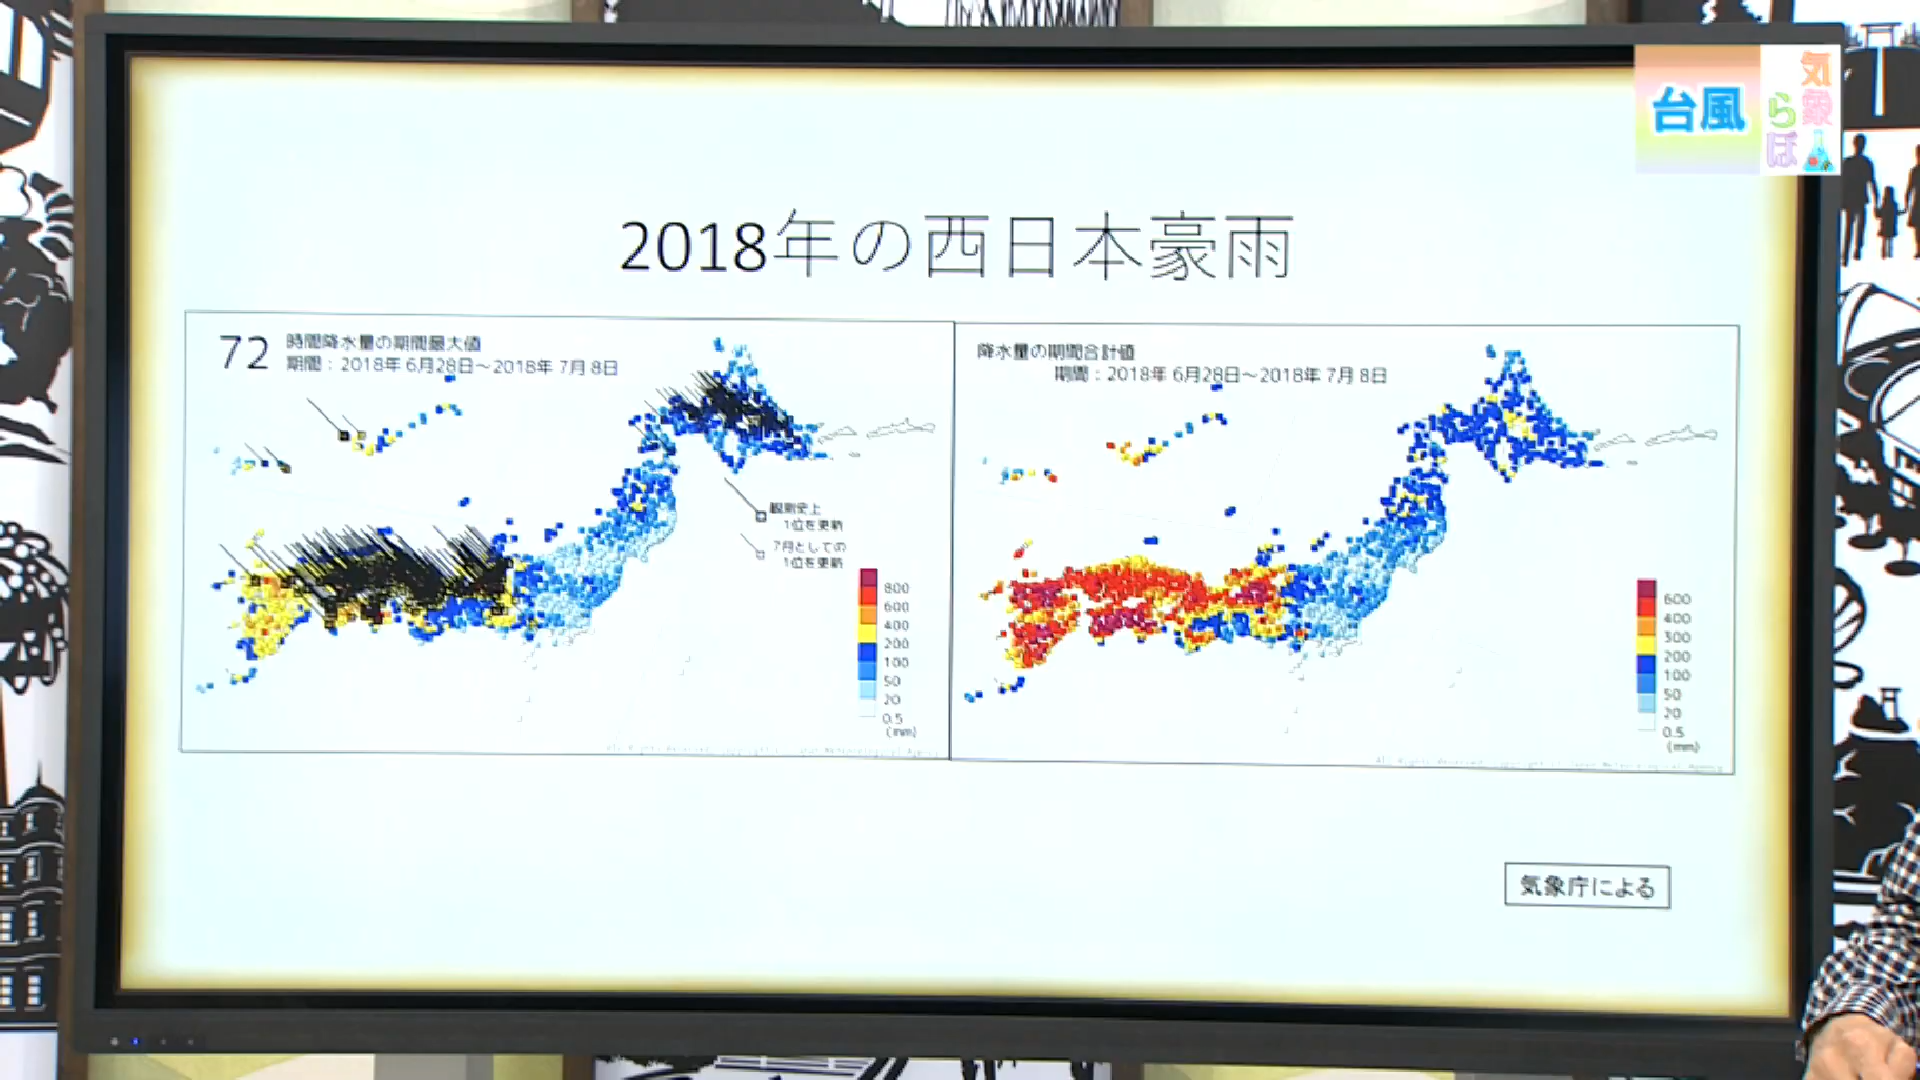 台風
気象
らぼ
2018年の西日本豪雨
72 時間降水量の期間最大値
期間：2018年 6月28日～2018年 7月 8日
観測史上
1位を更新
7月としての
1位を更新
800
600
400
200
100
50
20
0.5
(mm)
降水量の期間合計値
期間：2018年 6月28日～2018年 7月 8日
600
400
300
200
100
50
20
0.5
(mm)
気象庁による